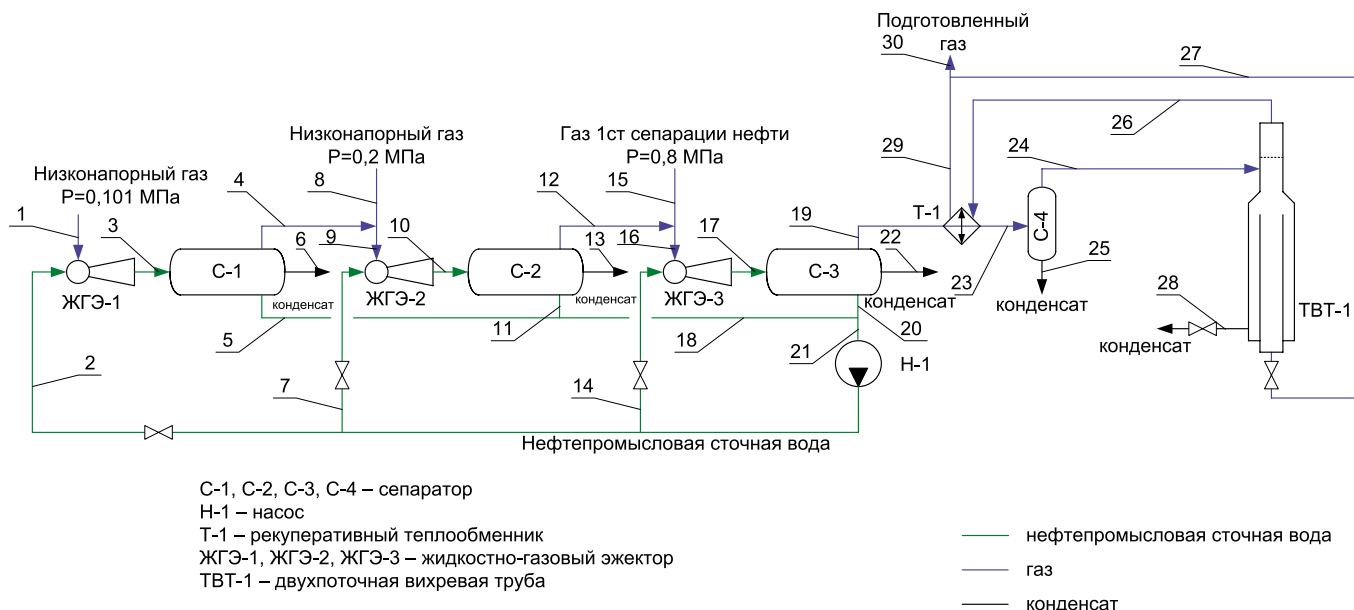 Подготовленный
газ
30
27
Низконапорный газ
P=0,2 МПа
Газ 1ст сепарации нефти
P=0,8 МПа
26
29
24
Низконапорный газ
P=0,101 МПа
4
8
12
15
19
Т-1
С-4
1
3
6
9
10
13
16
17
22
23
25
С-1
С-2
С-3
ЖГЭ-1
ЖГЭ-2
ЖГЭ-3
конденсат
конденсат
конденсат
конденсат
28
ТВТ-1
конденсат
5
11
18
20
21
Н-1
2
7
14
Нефтепромысловая сточная вода
С-1, С-2, С-3, С-4 – сепаратор
Н-1 – насос
Т-1 – рекуперативный теплообменник
ЖГЭ-1, ЖГЭ-2, ЖГЭ-3 – жидкостно-газовый эжектор
ТВТ-1 – двухпоточная вихревая труба
нефтепромысловая сточная вода
газ
конденсат